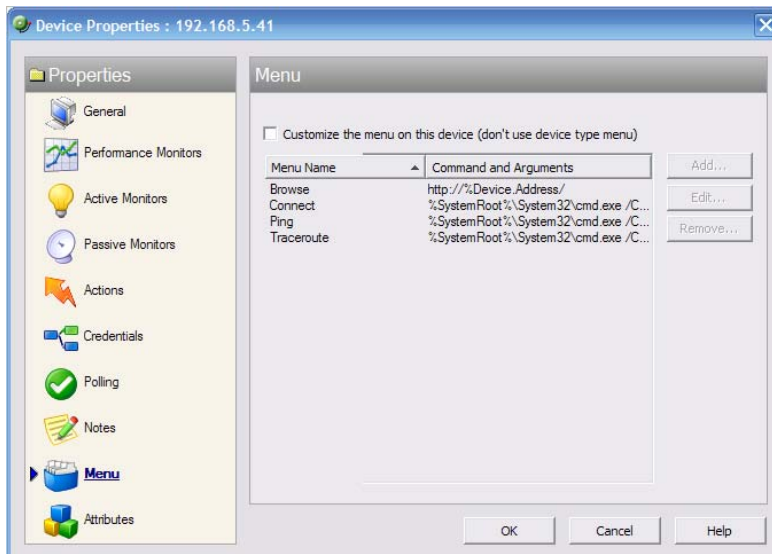 Device Properties : 192.168.5.41
Properties
General
Performance Monitors
Active Monitors
Passive Monitors
Actions
Credentials
Polling
Notes
Menu
Attributes
Menu
Customize the menu on this device (don't use device type menu)
Menu Name Command and Arguments
Browse http://%Device.Address/
Connect %SystemRoot%\System32\cmd.exe /C...
Ping %SystemRoot%\System32\cmd.exe /C...
Traceroute %SystemRoot%\System32\cmd.exe /C...
Add...
Edit...
Remove...
OK Cancel Help